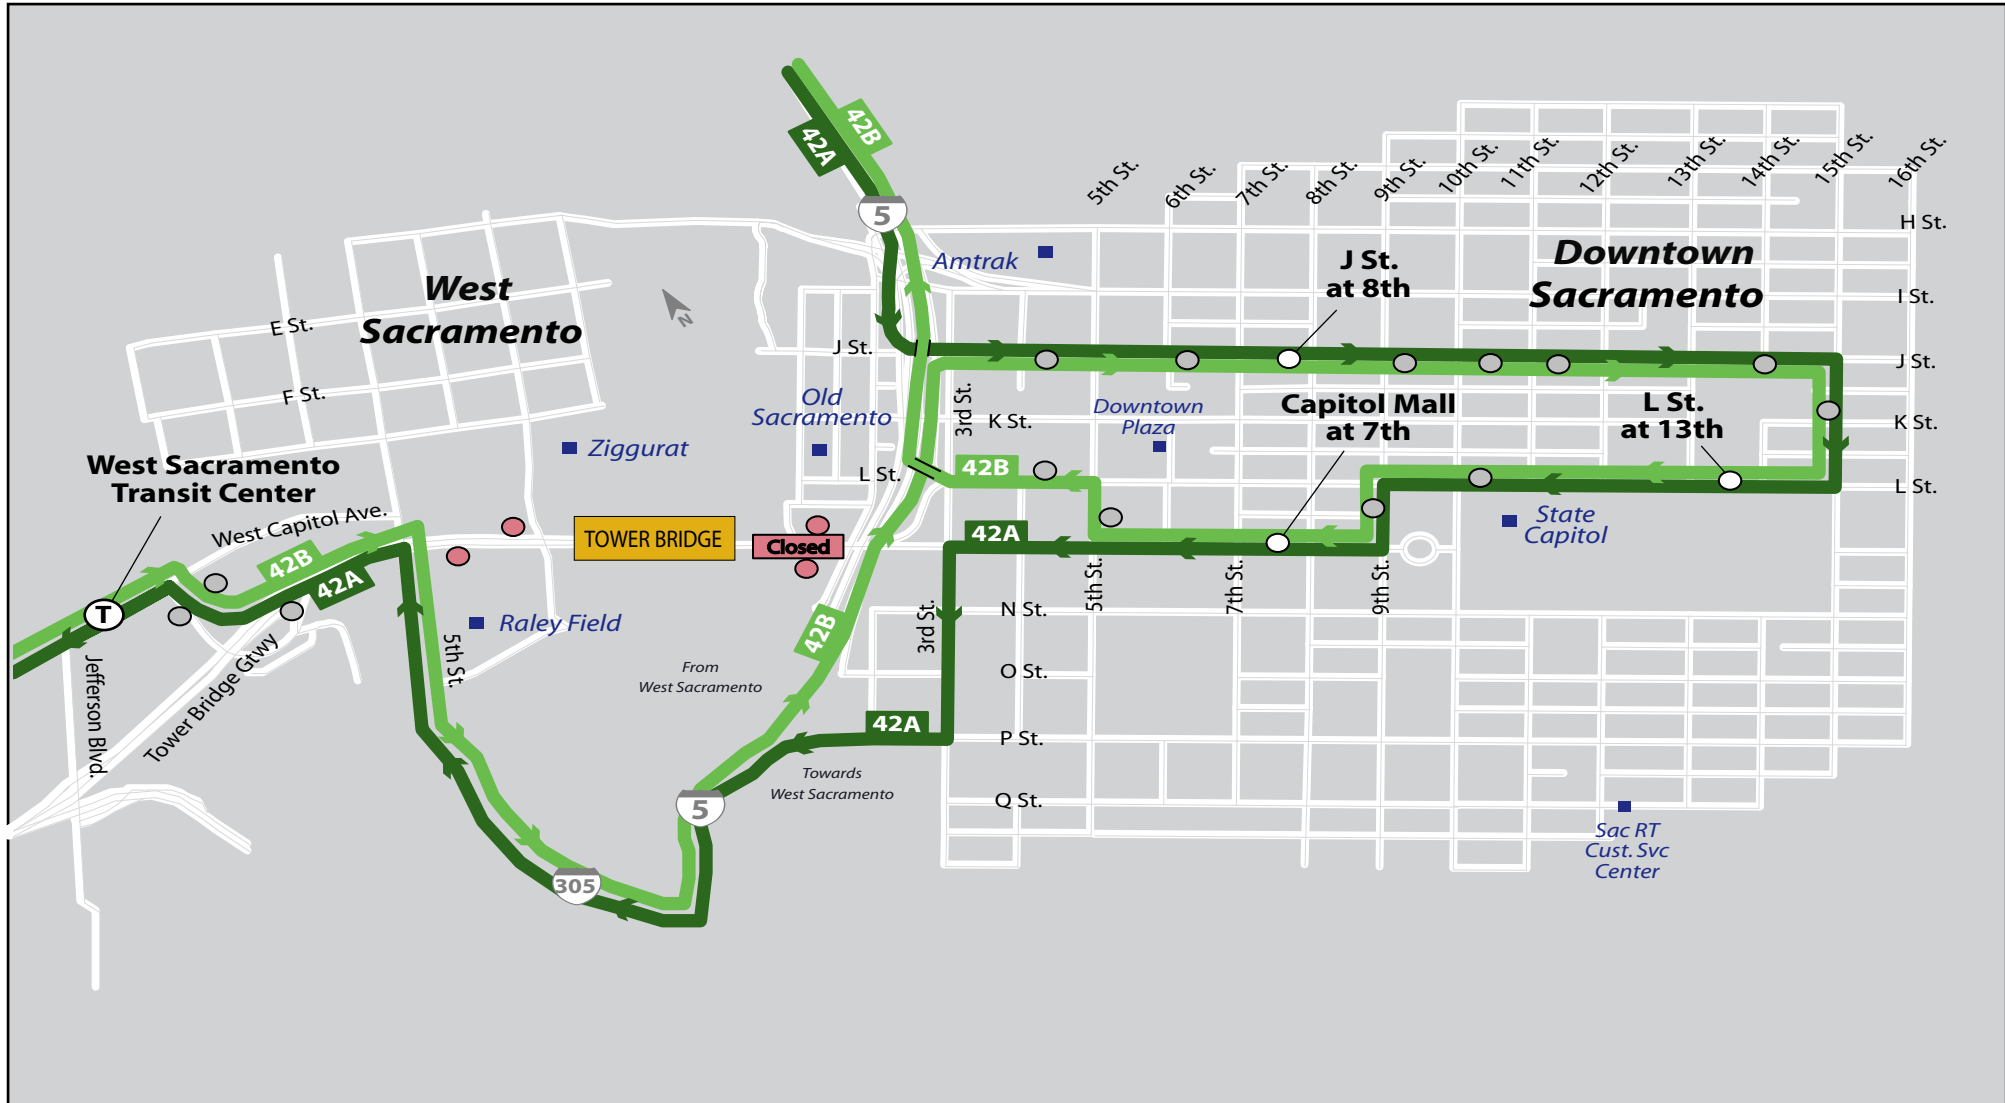 42B
42A
5
5th St.
6th St.
7th St.
8th St.
9th St.
10th St.
11th St.
12th St.
13th St.
14th St.
15th St.
16th St.
H St.
Amtrak
J St.
at 8th
Downtown
Sacramento
I St.
West
Sacramento
N
E St.
F St.
J St.
J St.
Old
Sacramento
3rd St.
K St.
Downtown
Plaza
Capitol Mall
at 7th
L St.
at 13th
K St.
Ziggurat
West Sacramento
Transit Center
L St.
42B
L St.
West Capitol Ave.
TOWER BRIDGE
Closed
42A
State
Capitol
42B
42A
T
5th St.
7th St.
9th St.
Raley Field
42B
3rd St.
N St.
Jefferson Blvd.
Tower Bridge Gtwy
5th St.
From
West Sacramento
O St.
42A
P St.
Towards
West Sacramento
5
Q St.
Sac RT
Cust. Svc
Center
305